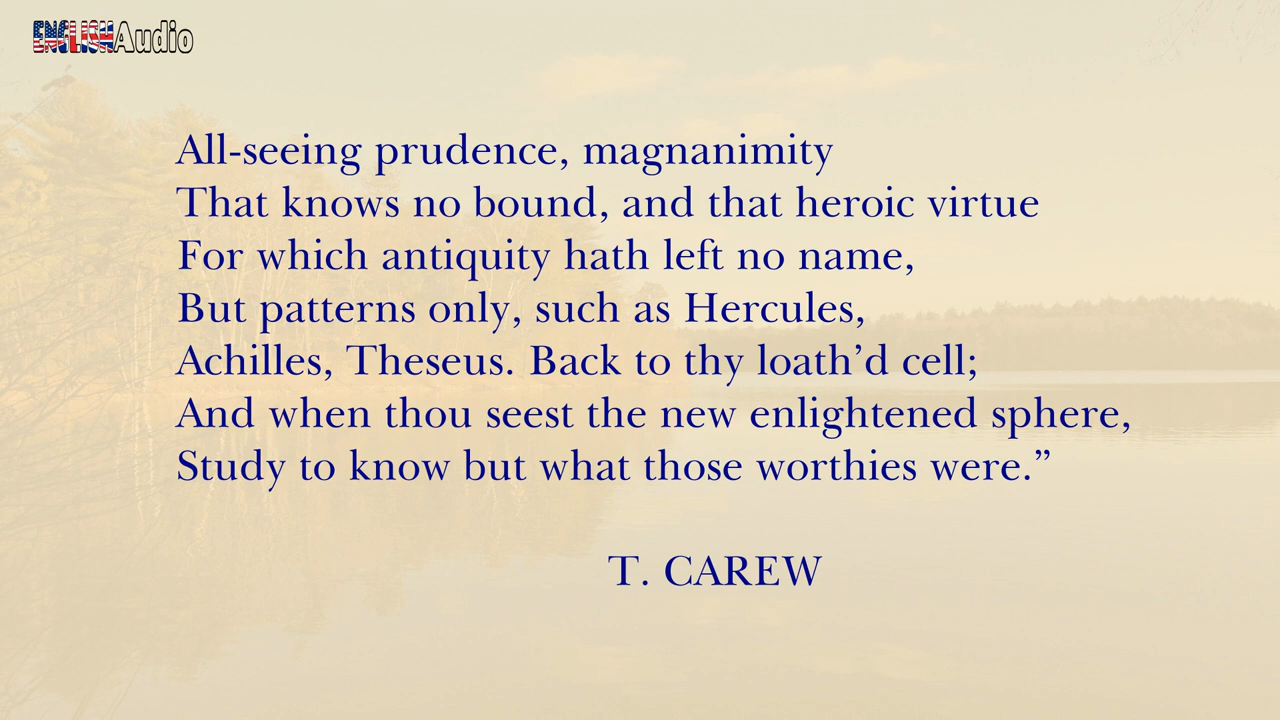 ENGLISHAudio
All-seeing prudence, magnanimity
That knows no bound, and that heroic virtue
For which antiquity hath left no name,
But patterns only, such as Hercules,
Achilles, Theseus. Back to thy loath’d cell;
And when thou seest the new enlightened sphere,
Study to know but what those worthies were.”
T. CAREW